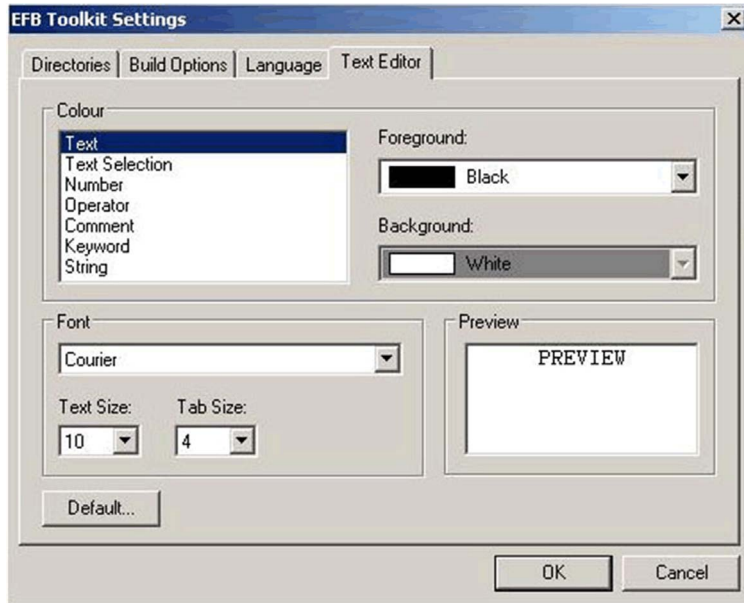 EFB Toolkit Settings
Directories Build Options Language Text Editor
Colour
Text
Text Selection
Number
Operator
Comment
Keyword
String
Foreground:
Black
Background:
White
Font
Courier
Text Size: Tab Size:
10 4
Preview
PREVIEW
Default...
OK Cancel